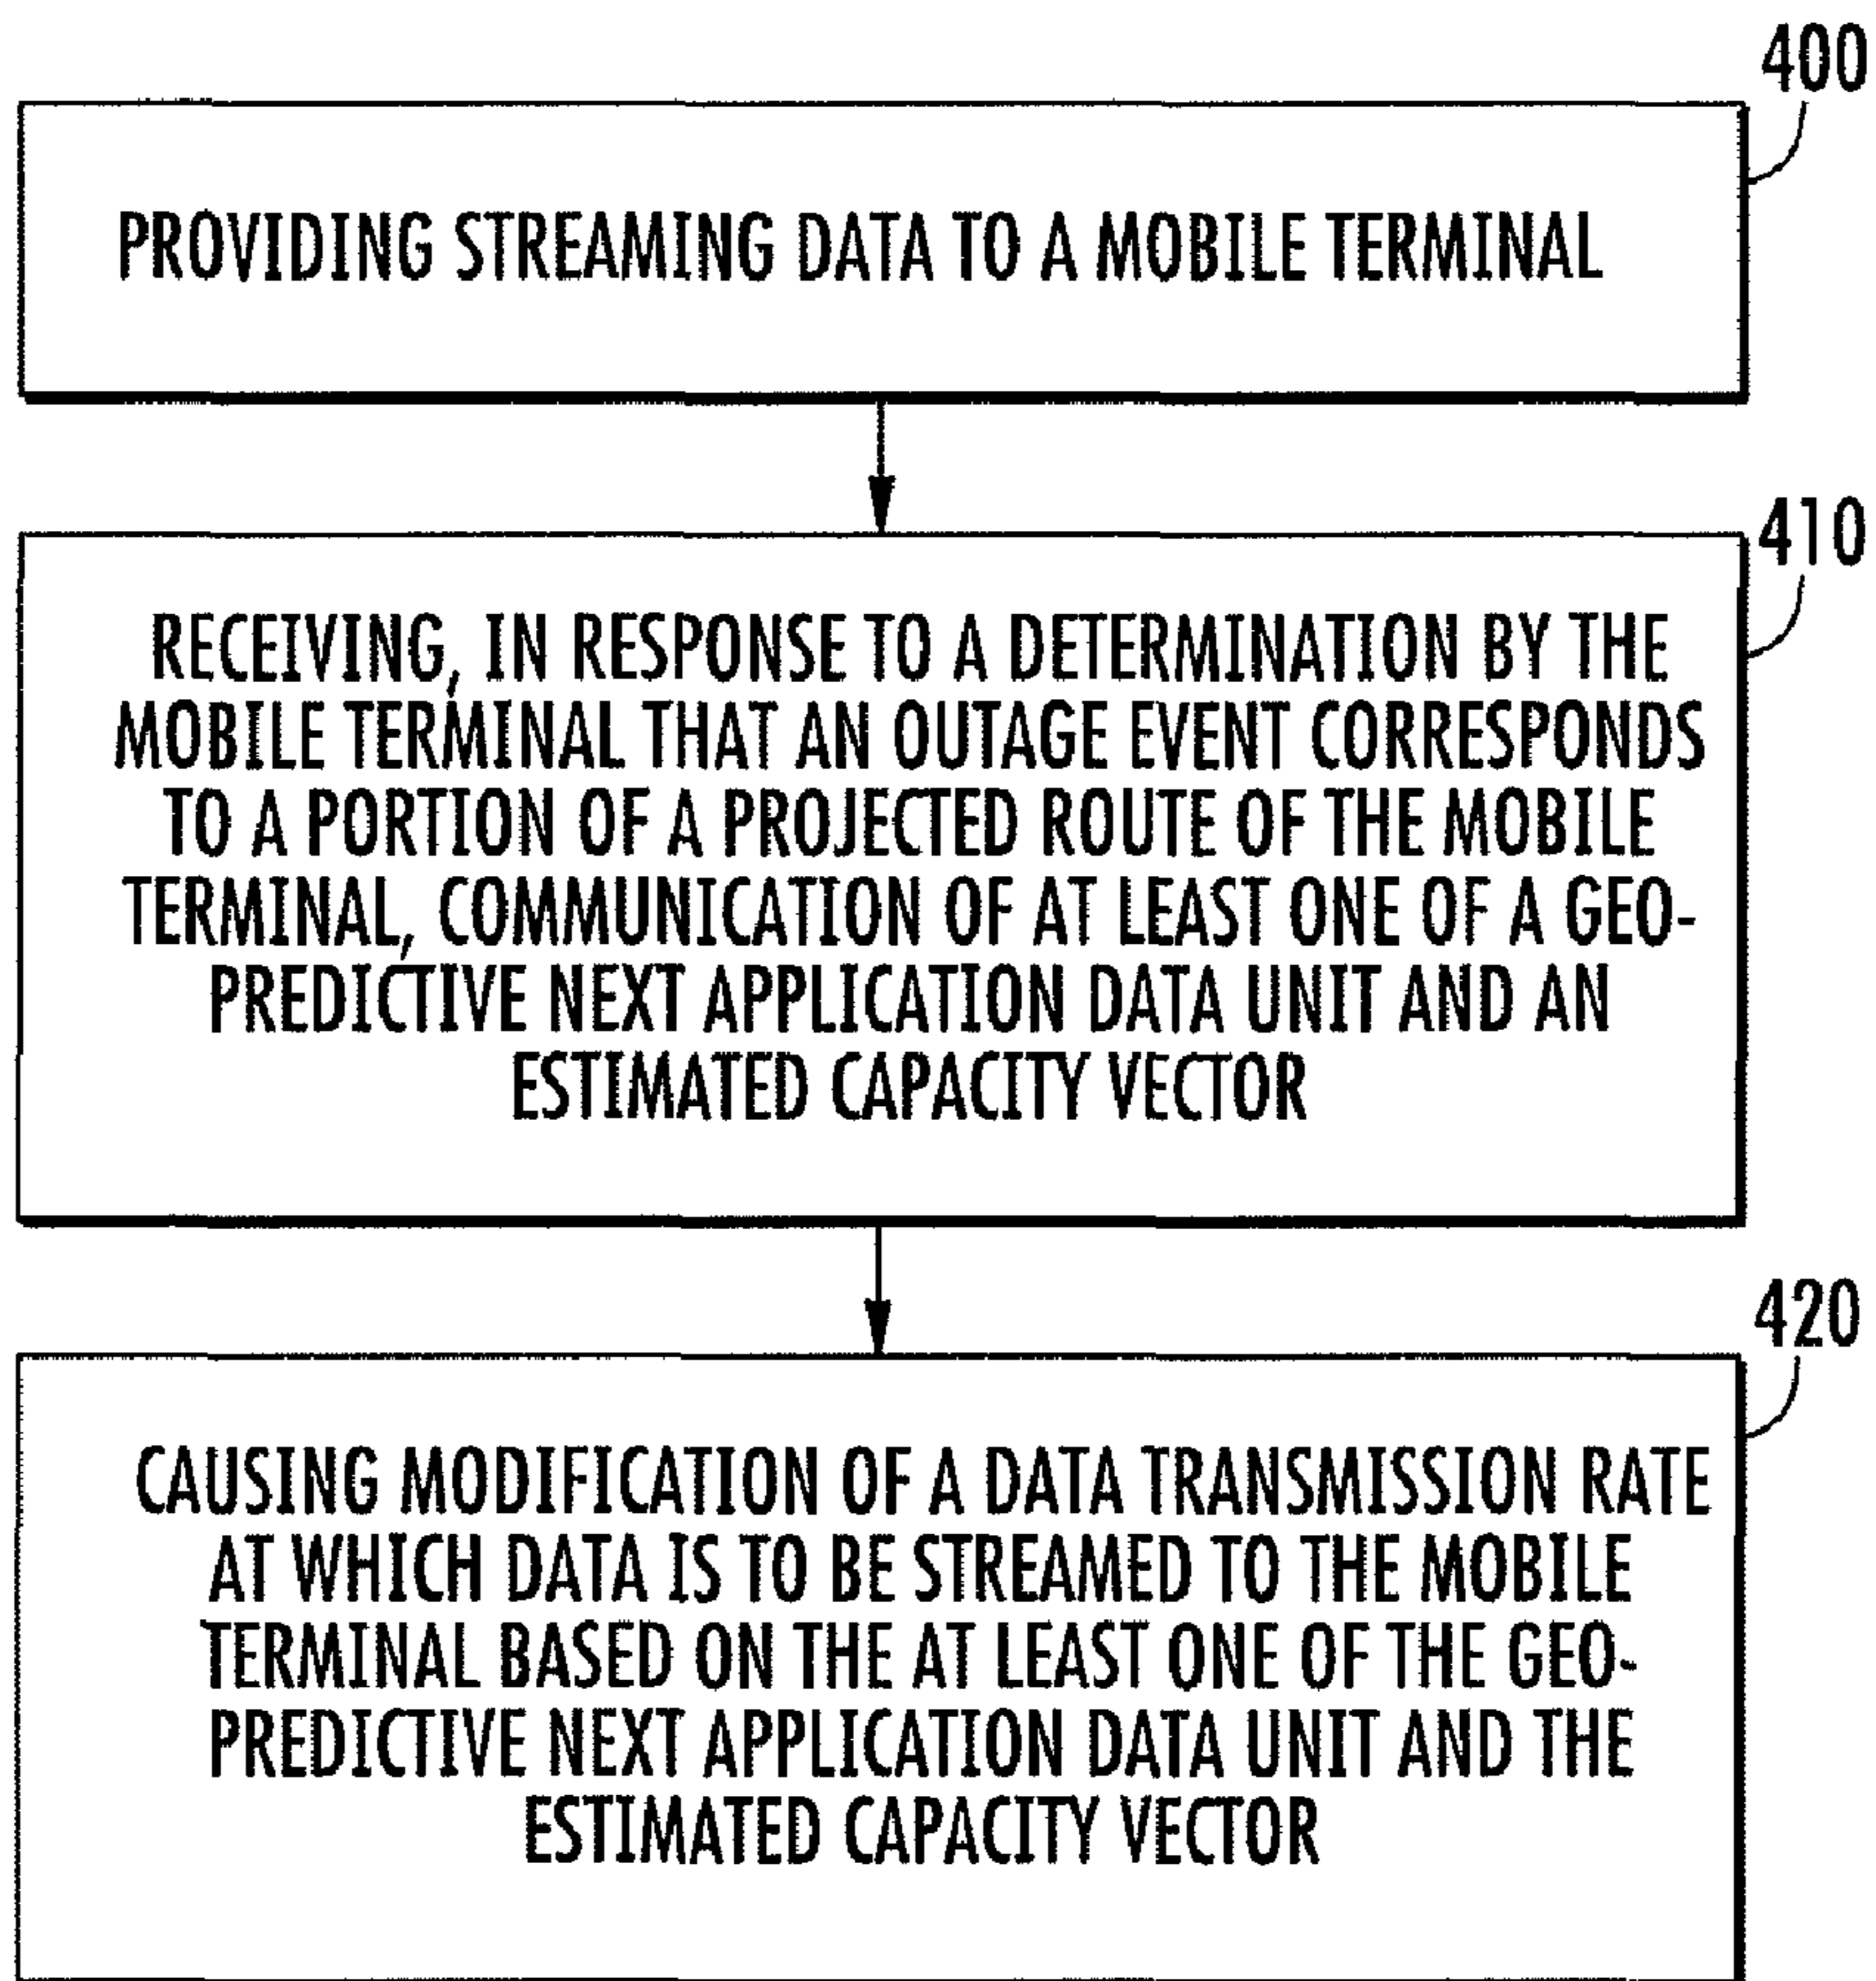 400
PROVIDING STREAMING DATA TO A MOBILE TERMINAL
410
RECEIVING, IN RESPONSE TO A DETERMINATION BY THE
MOBILE TERMINAL THAT AN OUTAGE EVENT CORRESPONDS
TO A PORTION OF A PROJECTED ROUTE OF THE MOBILE
TERMINAL, COMMUNICATION OF AT LEAST ONE OF A GEO-
PREDICTIVE NEXT APPLICATION DATA UNIT AND AN
ESTIMATED CAPACITY VECTOR
420
CAUSING MODIFICATION OF A DATA TRANSMISSION RATE
AT WHICH DATA IS TO BE STREAMED TO THE MOBILE
TERMINAL BASED ON THE AT LEAST ONE OF THE GEO-
PREDICTIVE NEXT APPLICATION DATA UNIT AND THE
ESTIMATED CAPACITY VECTOR